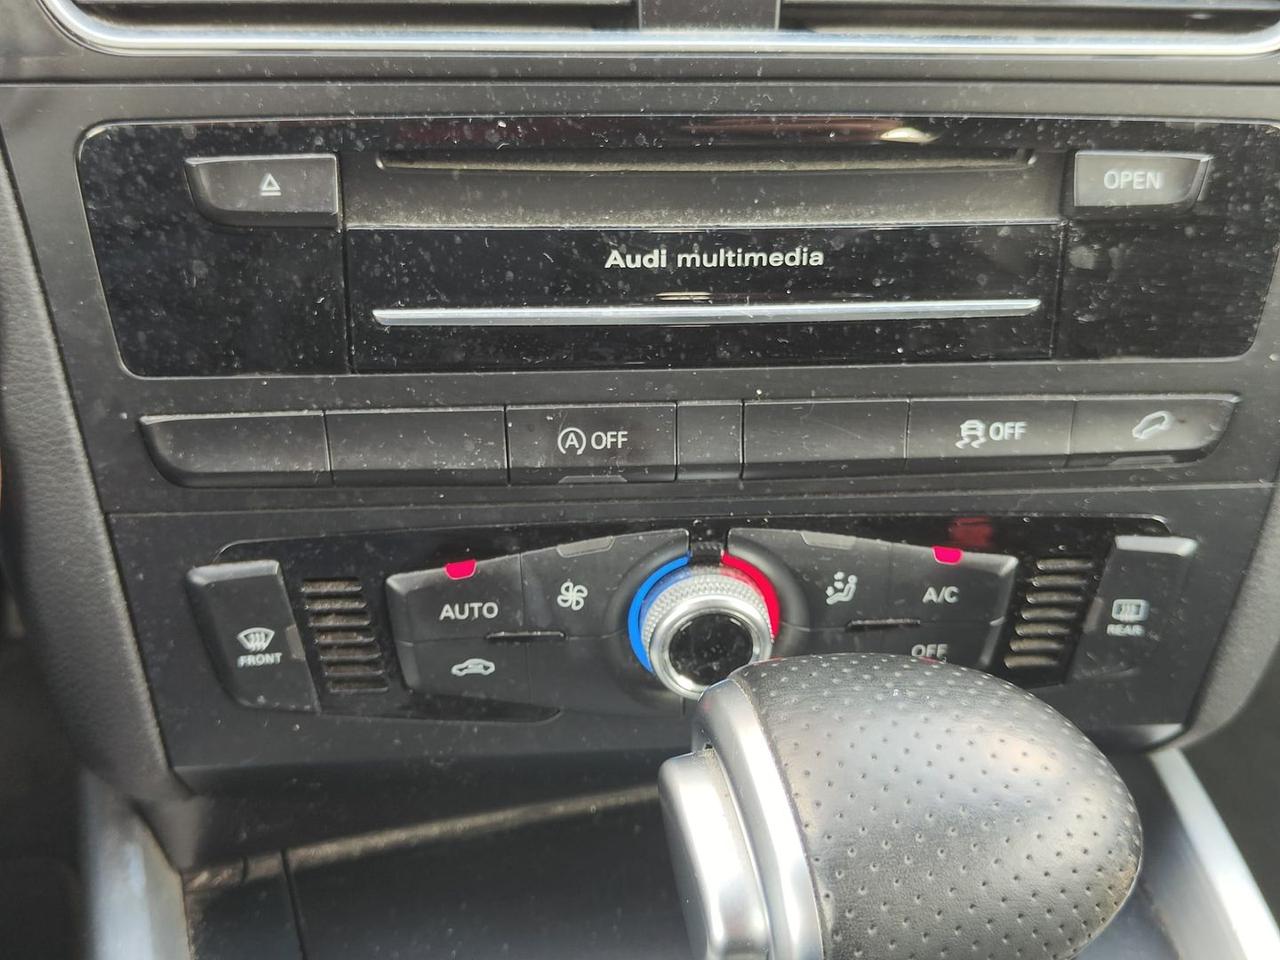 OPEN
Audi multimedia
A OFF
OFF
AUTO
A/C
OFF
FRONT
REAR